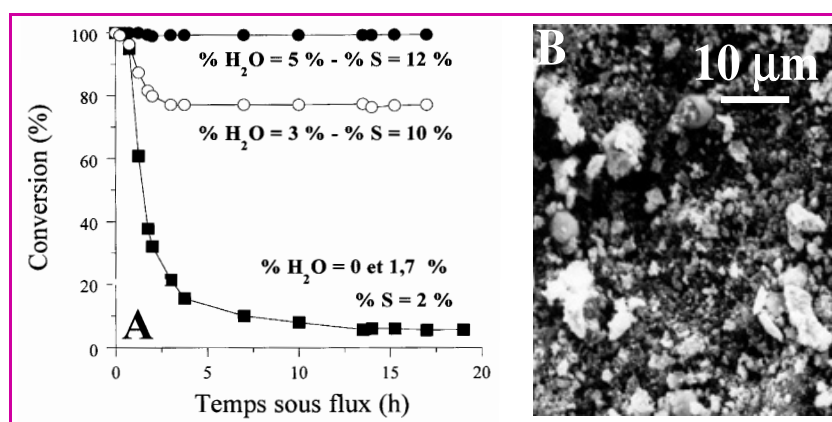 100
80
60
40
20
0
Conversion (%)
% H₂O = 5 % - % S = 12 %
% H₂O = 3 % - % S = 10 %
% H₂O = 0 et 1,7 %
% S = 2 %
A
0 5 10 15 20
Temps sous flux (h)
B
10 μm